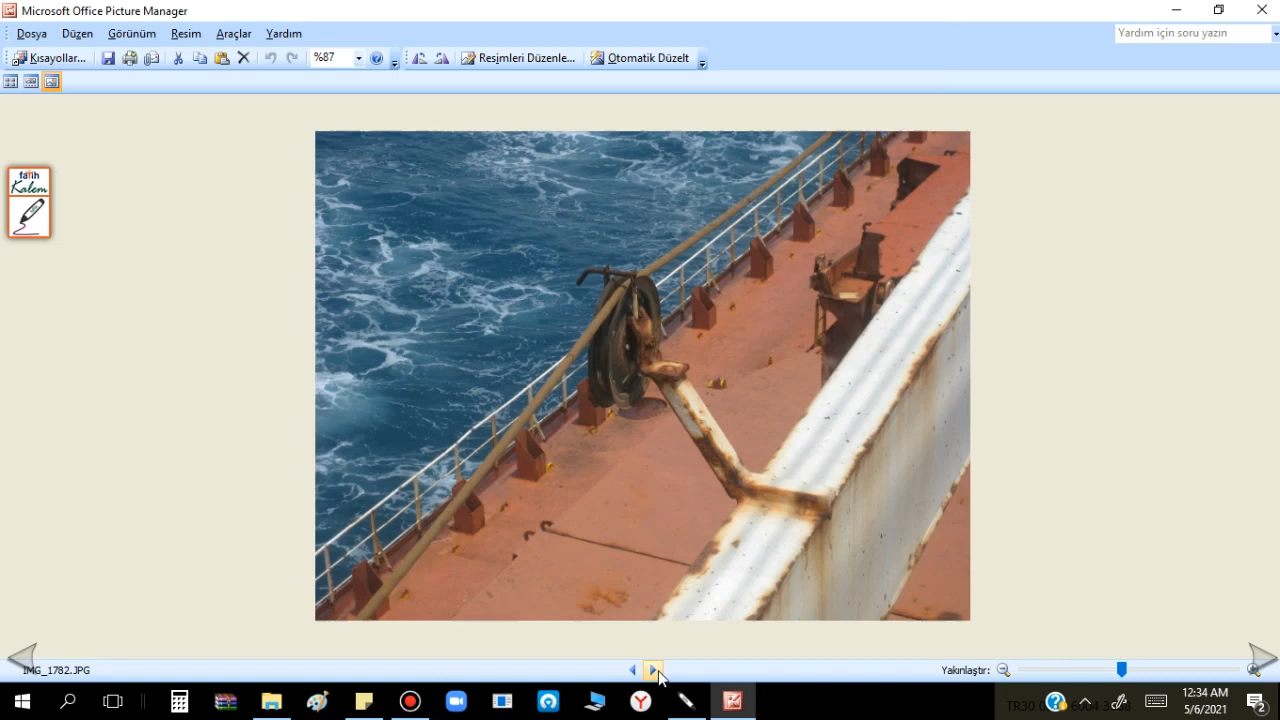 Microsoft Office Picture Manager
Dosya Düzen Görünüm Resim Araçlar Yardım
Yardım için soru yazın
Kısayollar... %87 Resimleri Düzenle... Otomatik Düzelt
fatih
Kalem
IMG_1782.JPG
Yakınlaştır:
12:34 AM
5/6/2021
2